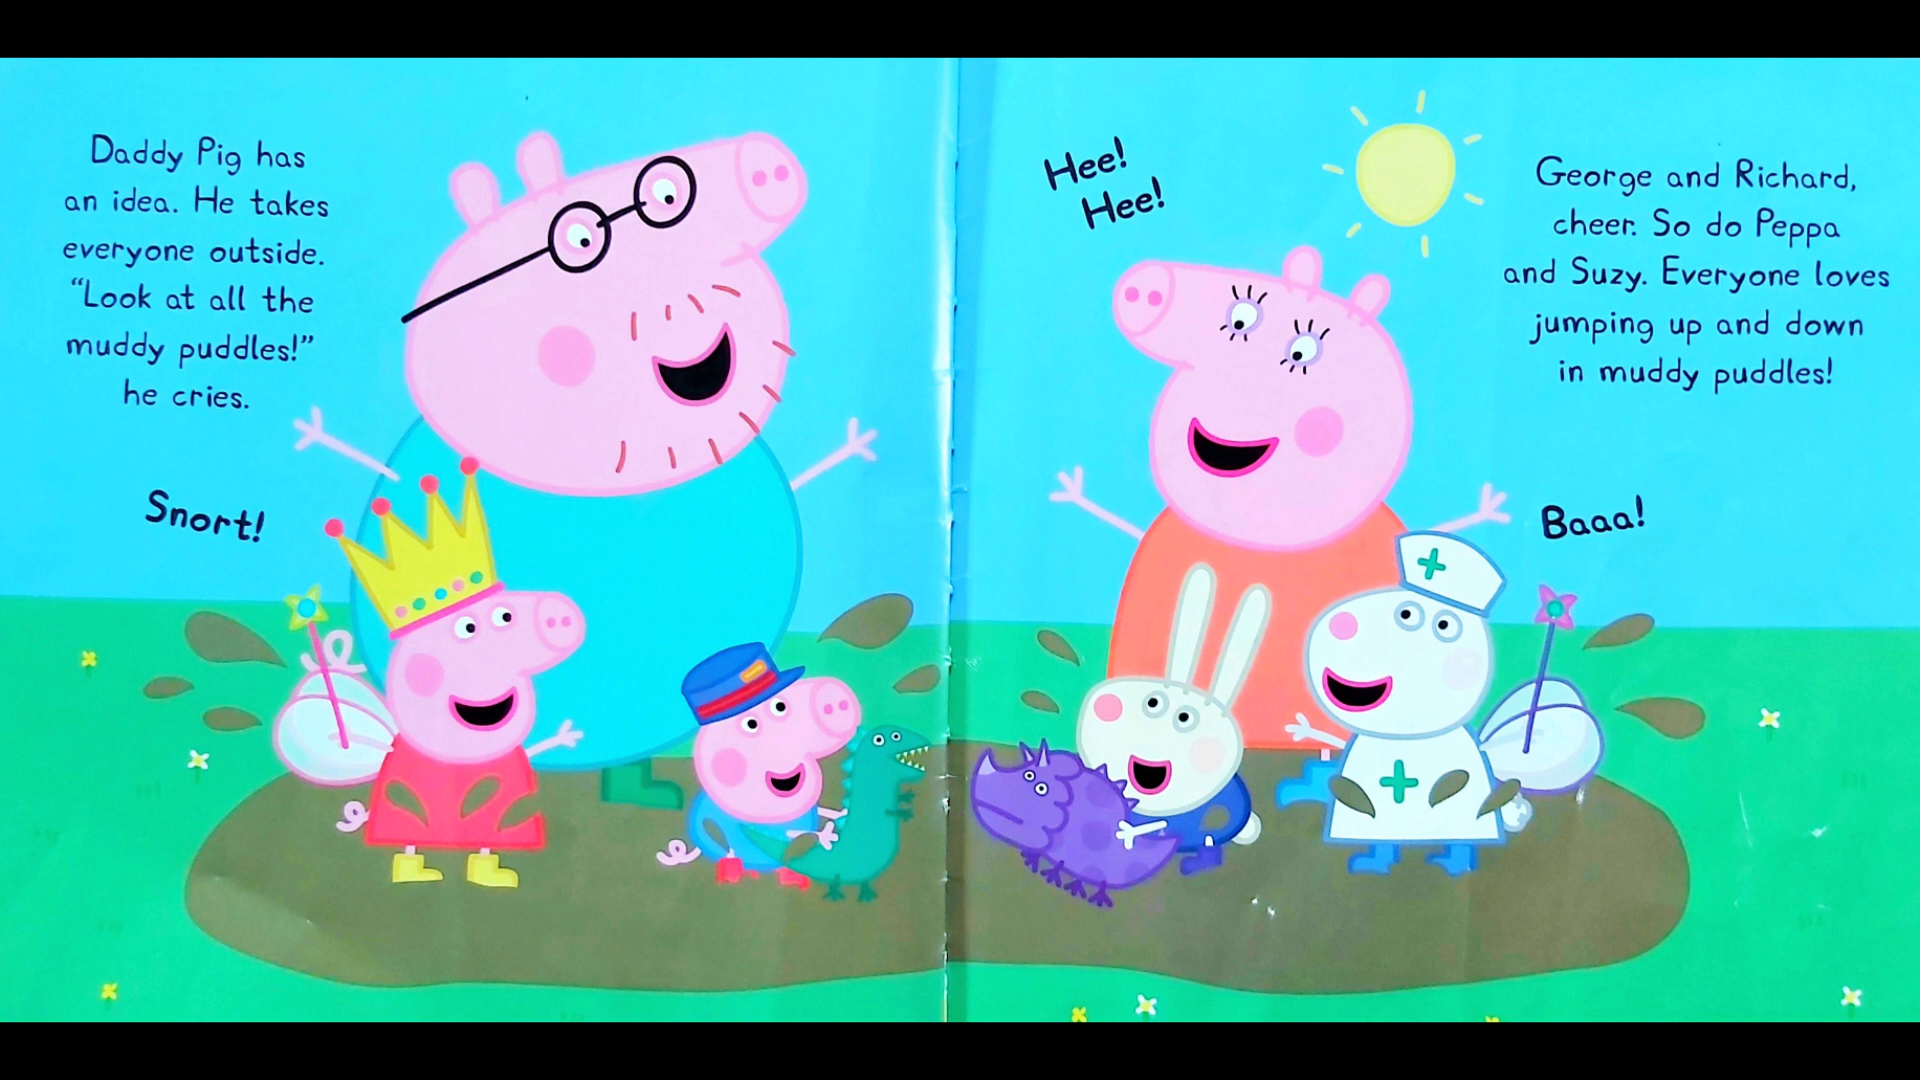 Daddy Pig has
an idea. He takes
everyone outside.
“Look at all the
muddy puddles!”
he cries.
Snort!
Hee!
Hee!
George and Richard,
cheer. So do Peppa
and Suzy. Everyone loves
jumping up and down
in muddy puddles!
Baaa!